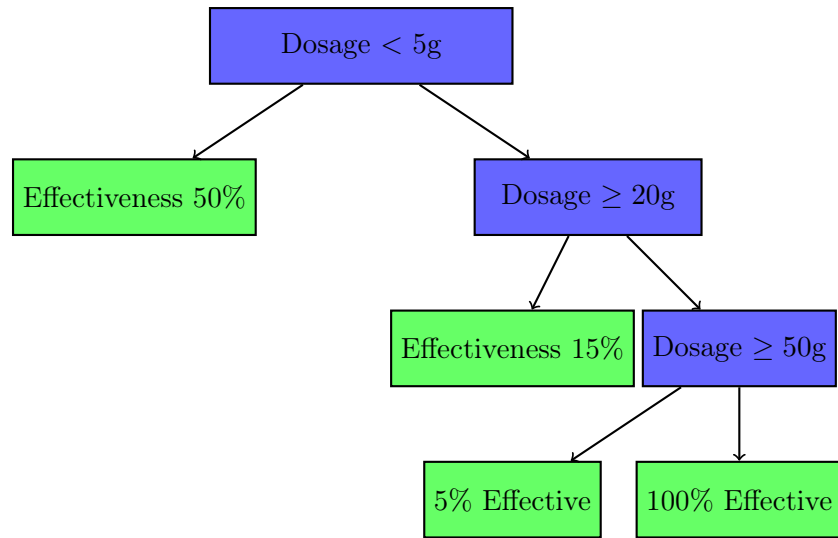 Dosage < 5g
Effectiveness 50%
Dosage ≥ 20g
Effectiveness 15%
Dosage ≥ 50g
5% Effective
100% Effective